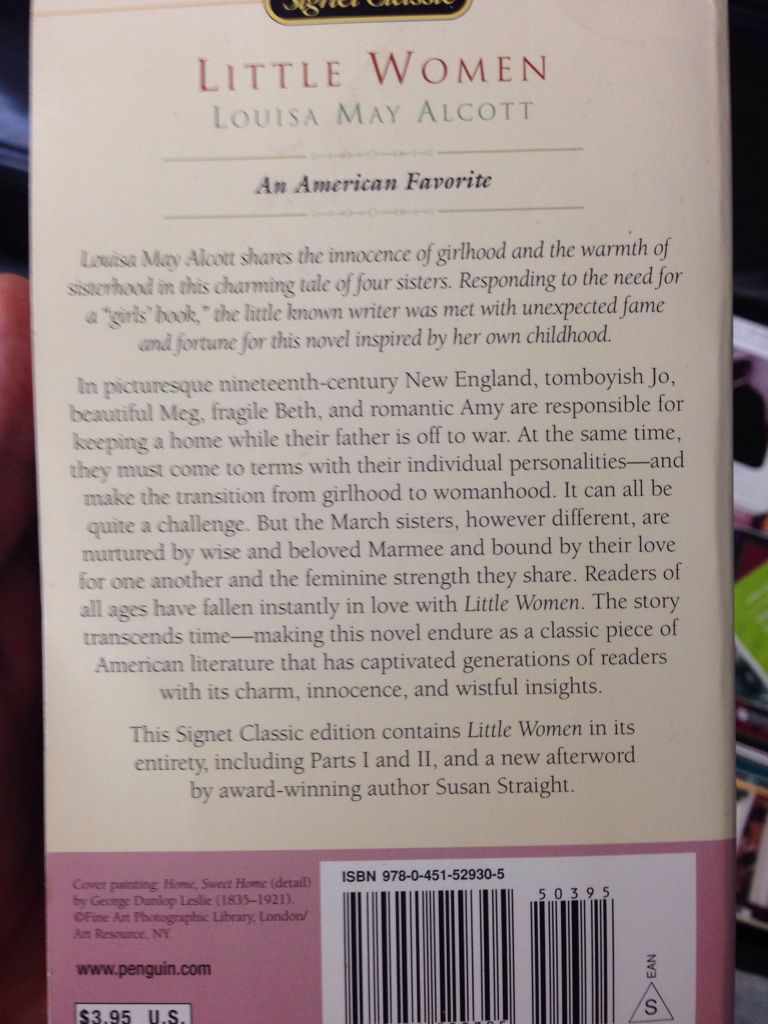 Signet Classic
LITTLE WOMEN
LOUISA MAY ALCOTT
An American Favorite
Louisa May Alcott shares the innocence of girlhood and the warmth of
sisterhood in this charming tale of four sisters. Responding to the need for
a "girls' book," the little known writer was met with unexpected fame
and fortune for this novel inspired by her own childhood.
In picturesque nineteenth-century New England, tomboyish Jo,
beautiful Meg, fragile Beth, and romantic Amy are responsible for
keeping a home while their father is off to war. At the same time,
they must come to terms with their individual personalities—and
make the transition from girlhood to womanhood. It can all be
quite a challenge. But the March sisters, however different, are
nurtured by wise and beloved Marmee and bound by their love
for one another and the feminine strength they share. Readers of
all ages have fallen instantly in love with Little Women. The story
transcends time—making this novel endure as a classic piece of
American literature that has captivated generations of readers
with its charm, innocence, and wistful insights.
This Signet Classic edition contains Little Women in its
entirety, including Parts I and II, and a new afterword
by award-winning author Susan Straight.
Cover painting: Home, Sweet Home (detail)
by George Dunlop Leslie (1835–1921).
©Fine Art Photographic Library, London/
Art Resource, NY.
www.penguin.com
$3.95 U.S.
ISBN 978-0-451-52930-5
50395
EAN
S